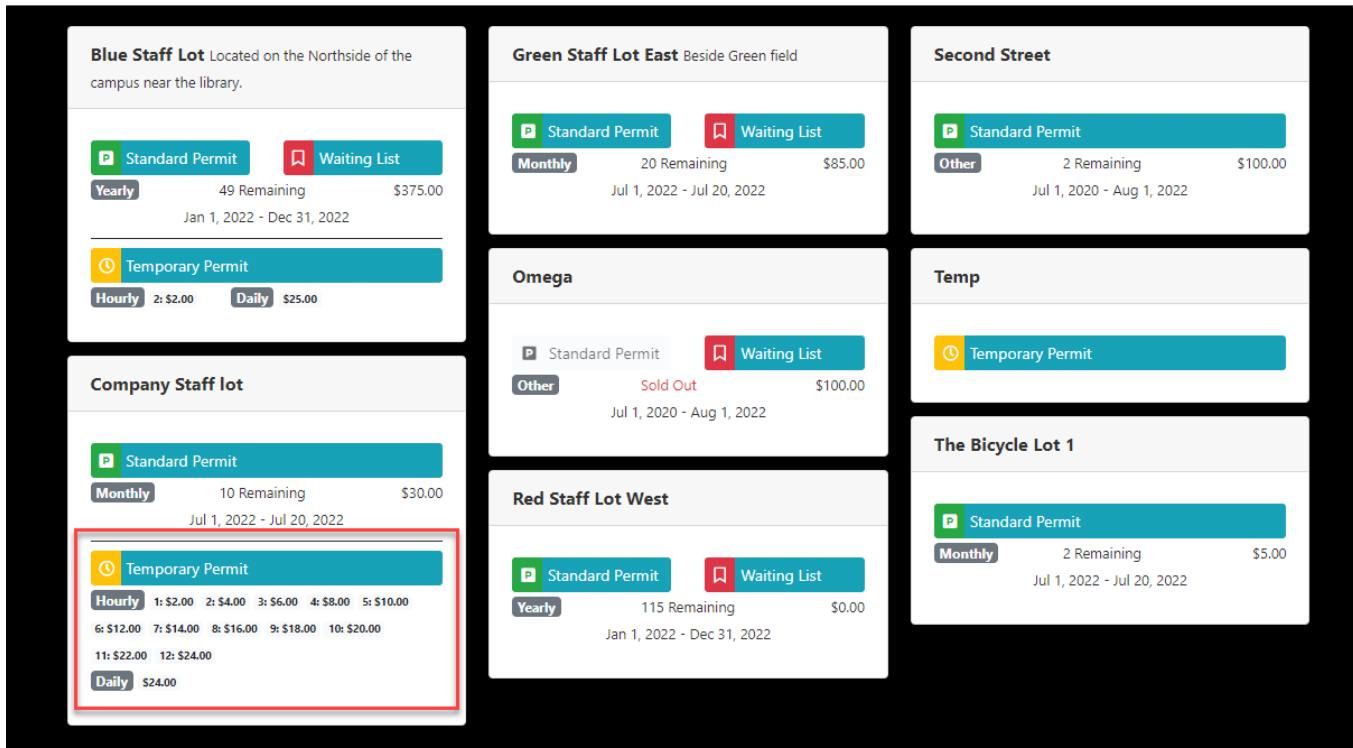 Blue Staff Lot Located on the Northside of the
campus near the library.
Standard Permit Waiting List
Yearly 49 Remaining $375.00
Jan 1, 2022 - Dec 31, 2022
Temporary Permit
Hourly 2: $2.00 Daily $25.00
Company Staff lot
Standard Permit
Monthly 10 Remaining $30.00
Jul 1, 2022 - Jul 20, 2022
Temporary Permit
Hourly 1: $2.00 2: $4.00 3: $6.00 4: $8.00 5: $10.00
6: $12.00 7: $14.00 8: $16.00 9: $18.00 10: $20.00
11: $22.00 12: $24.00
Daily $24.00
Green Staff Lot East Beside Green field
Standard Permit Waiting List
Monthly 20 Remaining $85.00
Jul 1, 2022 - Jul 20, 2022
Omega
Standard Permit Waiting List
Other Sold Out $100.00
Jul 1, 2020 - Aug 1, 2022
Red Staff Lot West
Standard Permit Waiting List
Yearly 115 Remaining $0.00
Jan 1, 2022 - Dec 31, 2022
Second Street
Standard Permit
Other 2 Remaining $100.00
Jul 1, 2020 - Aug 1, 2022
Temp
Temporary Permit
The Bicycle Lot 1
Standard Permit
Monthly 2 Remaining $5.00
Jul 1, 2022 - Jul 20, 2022